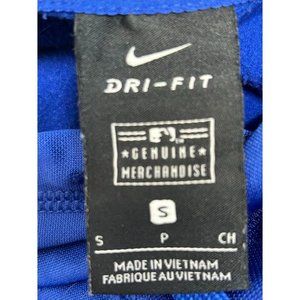 DRI-FIT
★GENUINE★
MERCHANDISE
S
S P CH
MADE IN VIETNAM
FABRIQUE AU VIETNAM